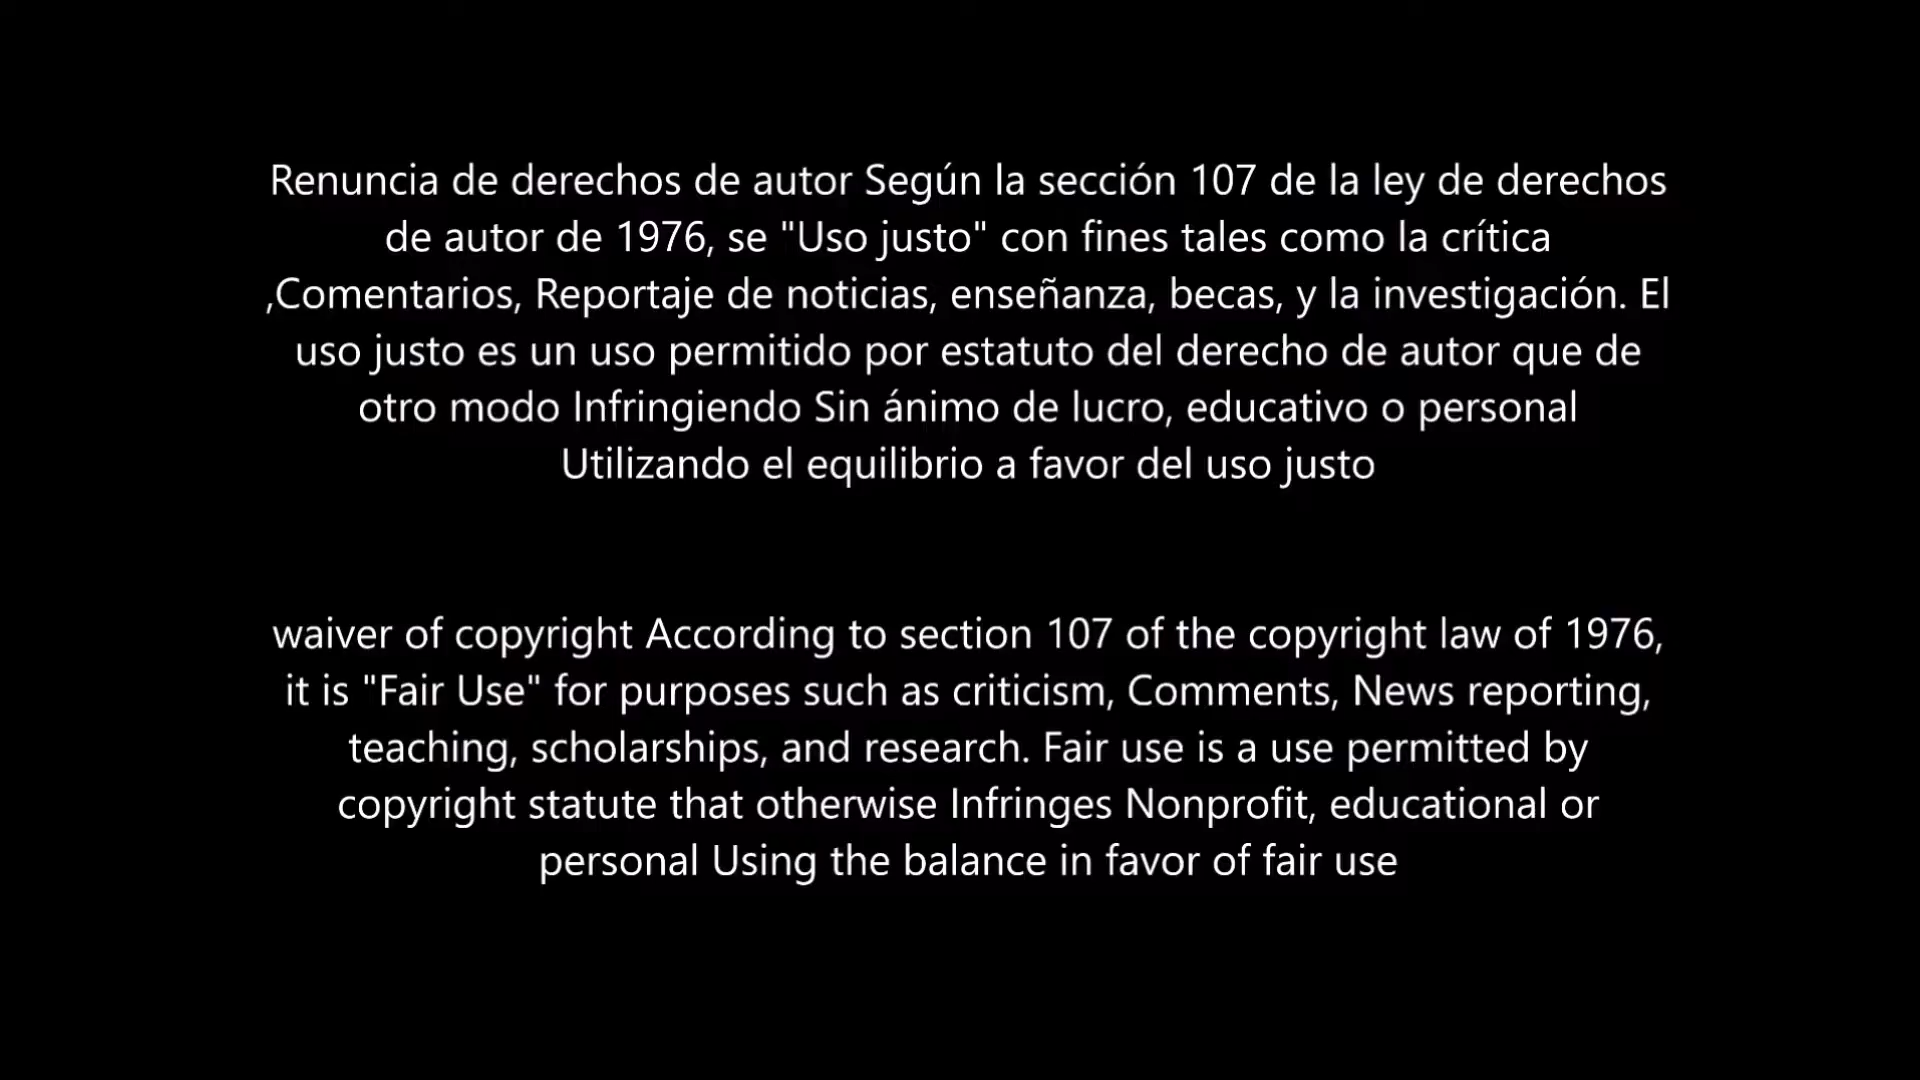 Renuncia de derechos de autor Según la sección 107 de la ley de derechos
de autor de 1976, se "Uso justo" con fines tales como la crítica
,Comentarios, Reportaje de noticias, enseñanza, becas, y la investigación. El
uso justo es un uso permitido por estatuto del derecho de autor que de
otro modo Infringiendo Sin ánimo de lucro, educativo o personal
Utilizando el equilibrio a favor del uso justo
waiver of copyright According to section 107 of the copyright law of 1976,
it is "Fair Use" for purposes such as criticism, Comments, News reporting,
teaching, scholarships, and research. Fair use is a use permitted by
copyright statute that otherwise Infringes Nonprofit, educational or
personal Using the balance in favor of fair use